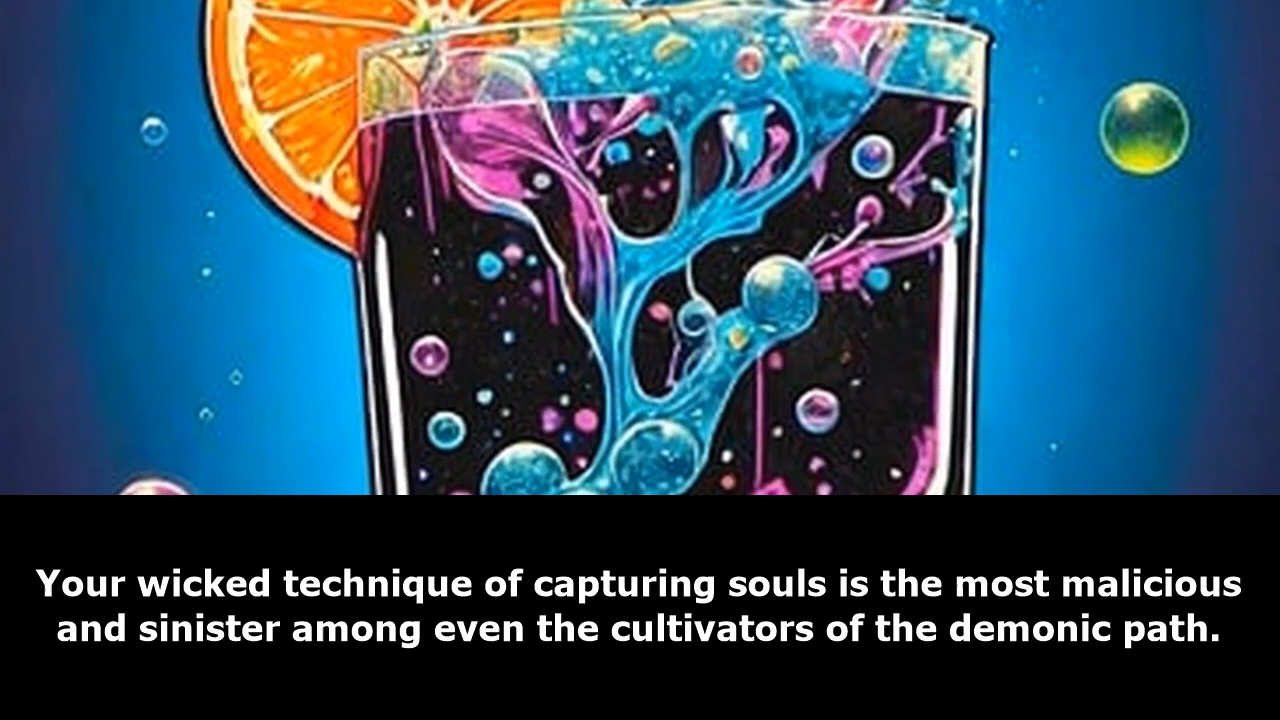 Your wicked technique of capturing souls is the most malicious
and sinister among even the cultivators of the demonic path.